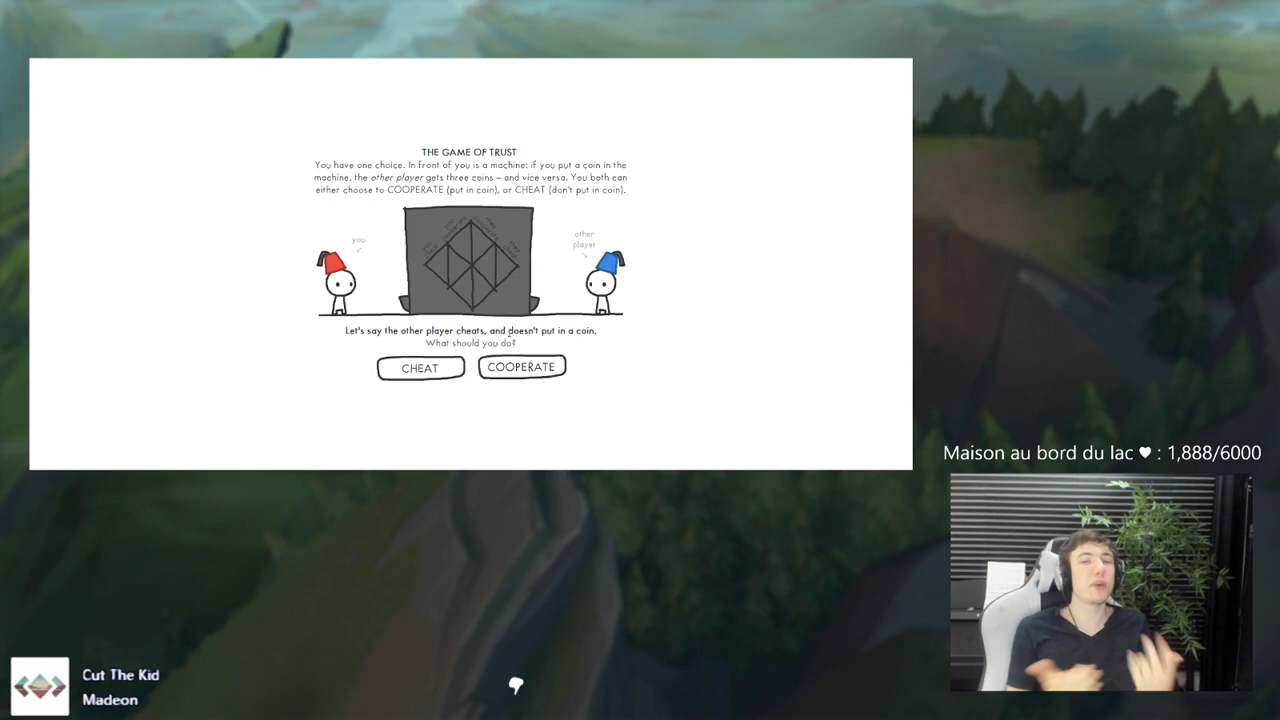 THE GAME OF TRUST
You have one choice. In front of you is a machine: if you put a coin in the
machine, the other player gets three coins – and vice versa. You both can
either choose to COOPERATE (put in coin), or CHEAT (don't put in coin).
you
other
player
Let's say the other player cheats, and doesn't put in a coin.
What should you do?
CHEAT
COOPERATE
Maison au bord du lac ♥ : 1,888/6000
Cut The Kid
Madeon